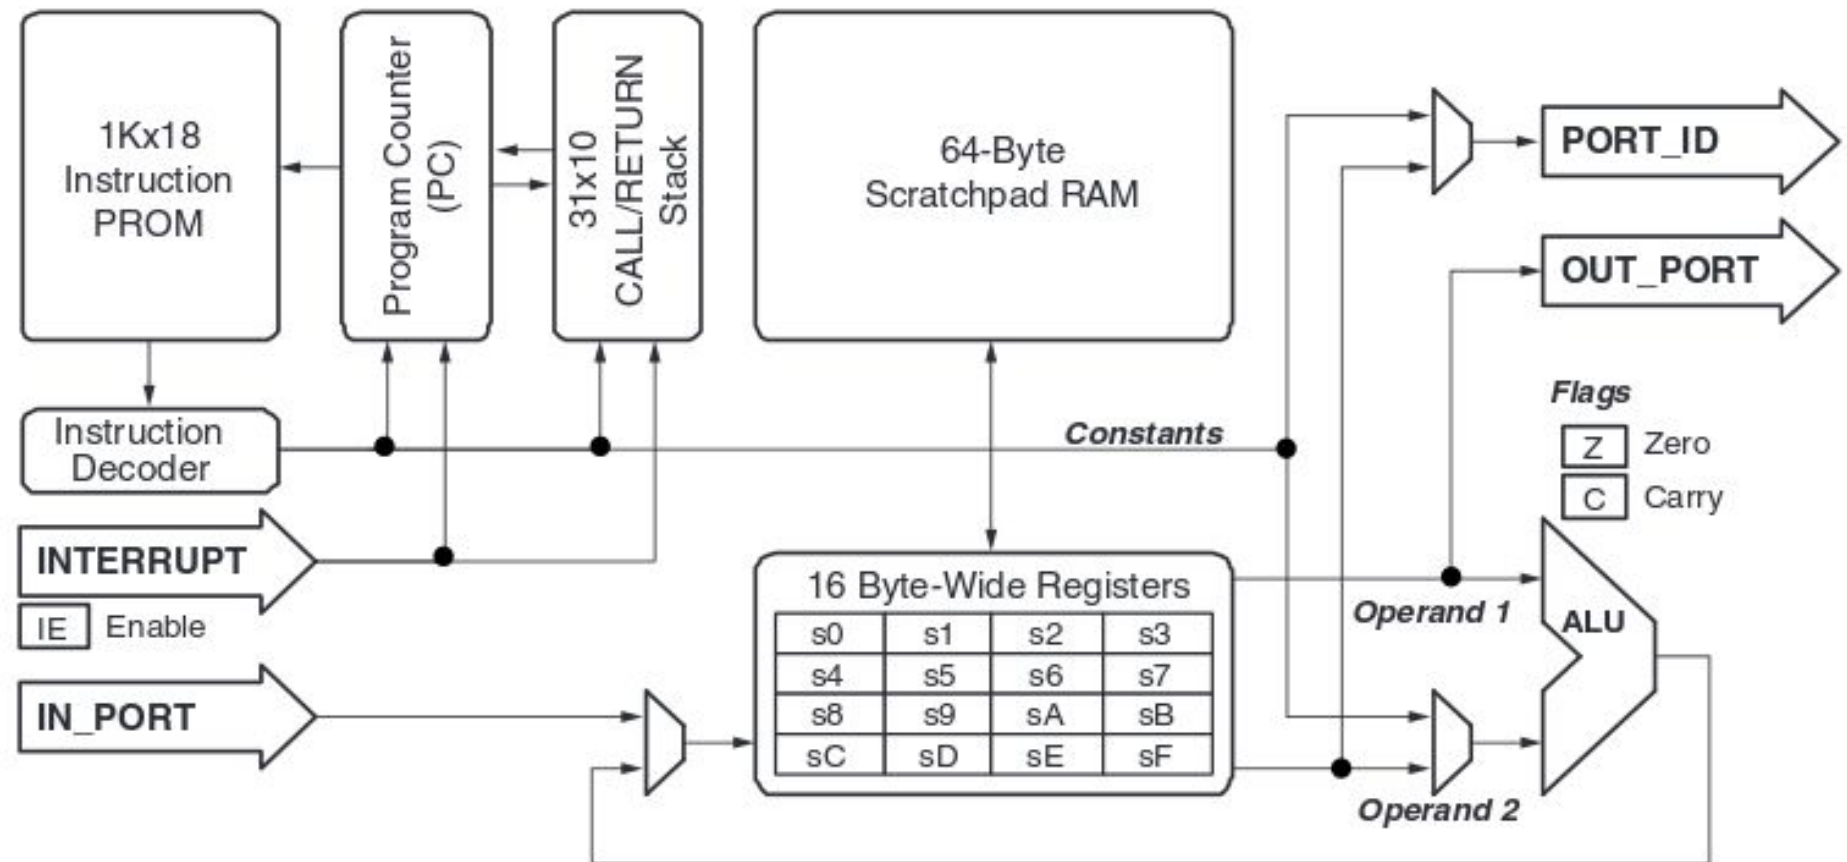 1Kx18
Instruction
PROM
Program Counter
(PC)
31x10
CALL/RETURN
Stack
64-Byte
Scratchpad RAM
PORT_ID
OUT_PORT
Instruction
Decoder
Constants
Flags
Z Zero
C Carry
INTERRUPT
IE Enable
IN_PORT
16 Byte-Wide Registers
s0 s1 s2 s3
s4 s5 s6 s7
s8 s9 sA sB
sC sD sE sF
Operand 1
ALU
Operand 2